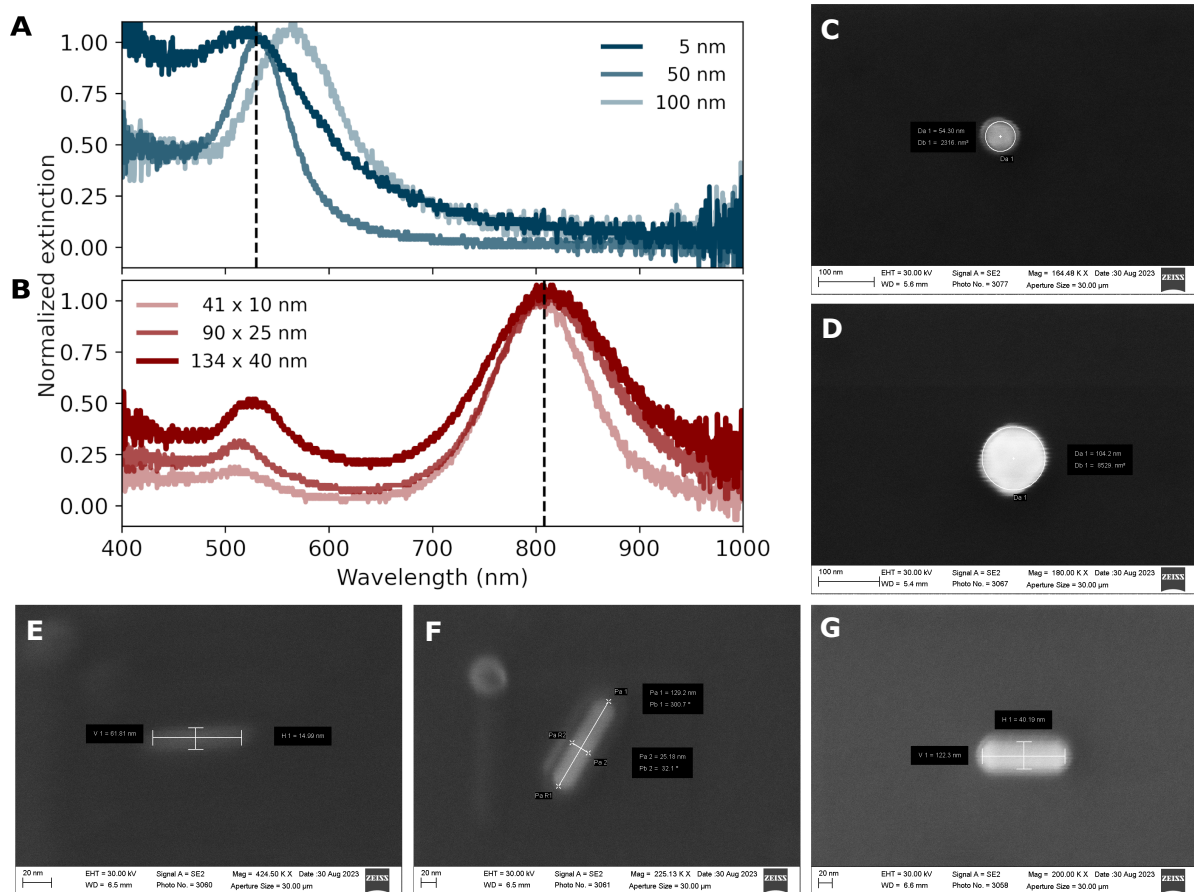 A
1.00
0.75
0.50
0.25
0.00
5 nm
50 nm
100 nm
Normalized extinction
B
1.00
0.75
0.50
0.25
0.00
41 x 10 nm
90 x 25 nm
134 x 40 nm
400 500 600 700 800 900 1000
Wavelength (nm)
C
Da 1 = 54.30 nm
Db 1 = 2316. nm²
Da 1
100 nm
EHT = 30.00 kV
WD = 5.6 mm
Signal A = SE2
Photo No. = 3077
Mag = 164.48 K X
Date :30 Aug 2023
Aperture Size = 30.00 µm
ZEISS
D
Da 1 = 104.2 nm
Db 1 = 8529. nm²
Da 1
100 nm
EHT = 30.00 kV
WD = 5.4 mm
Signal A = SE2
Photo No. = 3067
Mag = 180.00 K X
Date :30 Aug 2023
Aperture Size = 30.00 µm
ZEISS
E
V 1 = 61.81 nm
H 1 = 14.99 nm
20 nm
EHT = 30.00 kV
WD = 6.5 mm
Signal A = SE2
Photo No. = 3060
Mag = 424.50 K X
Date :30 Aug 2023
Aperture Size = 30.00 µm
ZEISS
F
Pa 1
Pa 1 = 129.2 nm
Pb 1 = 300.7 °
Pa R2
Pa 2
Pa 2 = 25.18 nm
Pb 2 = 32.1 °
Pa R1
20 nm
EHT = 30.00 kV
WD = 6.5 mm
Signal A = SE2
Photo No. = 3061
Mag = 225.13 K X
Date :30 Aug 2023
Aperture Size = 30.00 µm
ZEISS
G
H 1 = 40.19 nm
V 1 = 122.3 nm
20 nm
EHT = 30.00 kV
WD = 6.6 mm
Signal A = SE2
Photo No. = 3058
Mag = 200.00 K X
Date :30 Aug 2023
Aperture Size = 30.00 µm
ZEISS